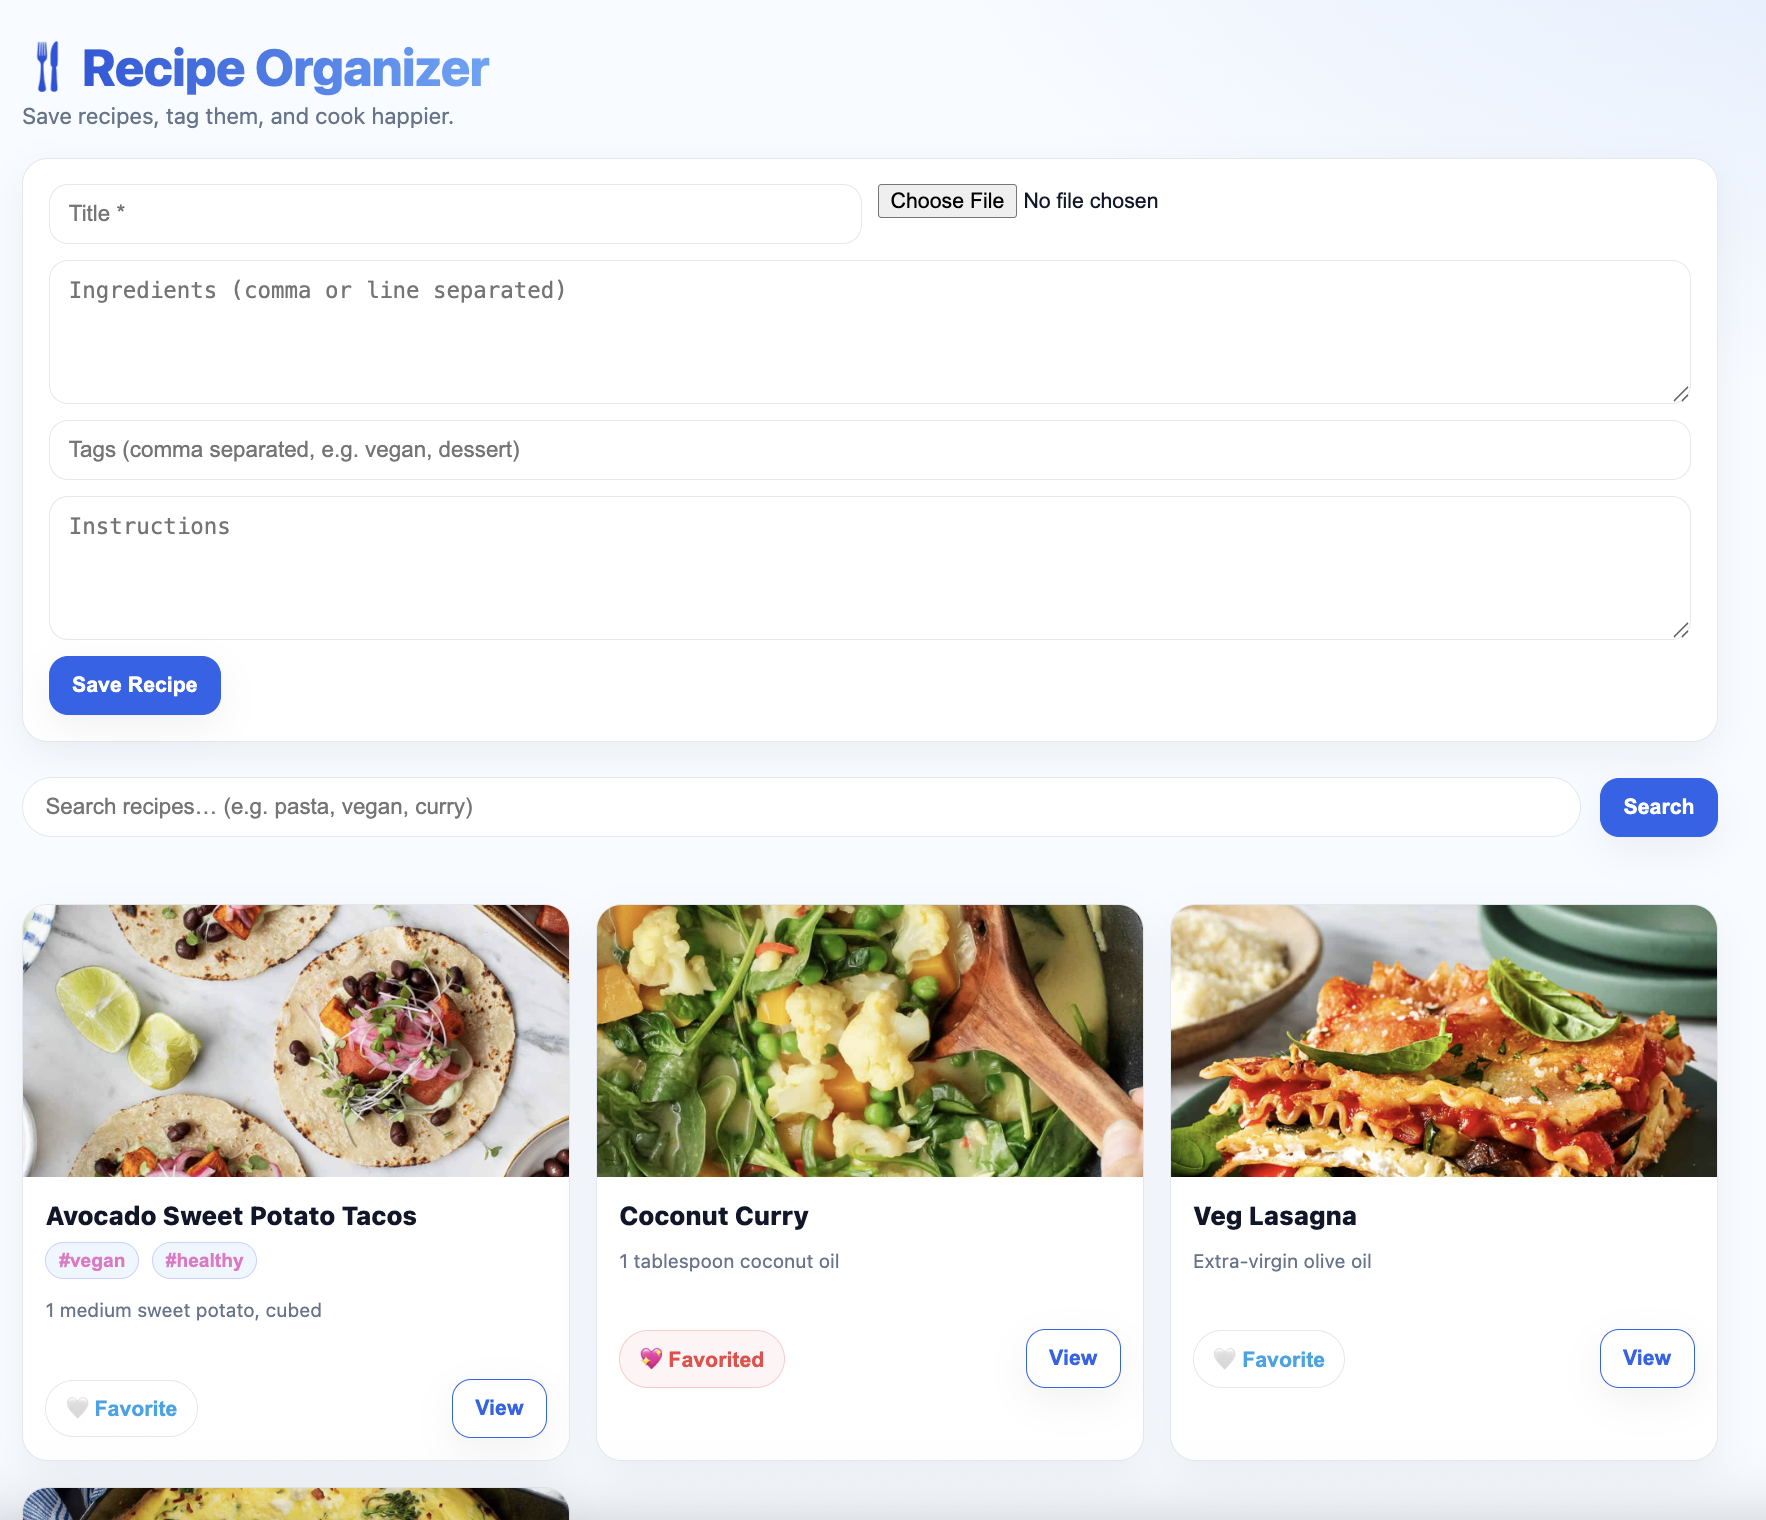 Recipe Organizer
Save recipes, tag them, and cook happier.
Title *
Choose File No file chosen
Ingredients (comma or line separated)
Tags (comma separated, e.g. vegan, dessert)
Instructions
Save Recipe
Search recipes… (e.g. pasta, vegan, curry)
Search
Avocado Sweet Potato Tacos
#vegan #healthy
1 medium sweet potato, cubed
🤍 Favorite
View
Coconut Curry
1 tablespoon coconut oil
💖 Favorited
View
Veg Lasagna
Extra-virgin olive oil
🤍 Favorite
View